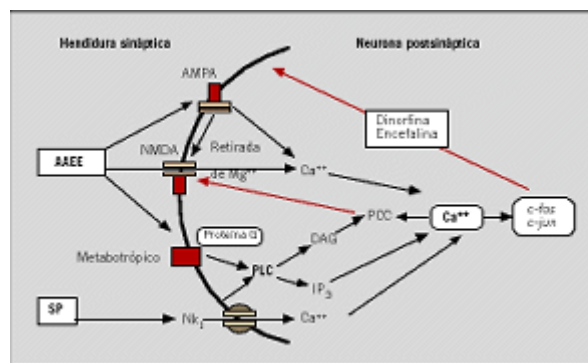 Hendidura sináptica
Neurona postsináptica
AMPA
Dinorfina
Encefalina
NMDA
Retirada
de Mg⁺⁺
AAEE
Ca⁺⁺
c-fos
c-jun
Proteína G
PCC
Ca⁺⁺
DAG
Metabotrópico
PLC
IP₃
SP
Nk₁
Ca⁺⁺